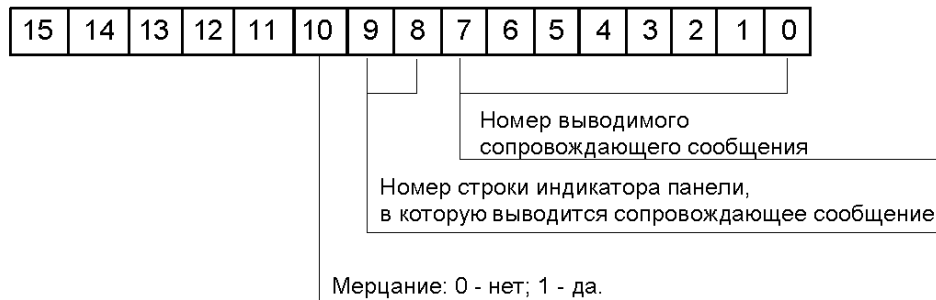 15 14 13 12 11 10 9 8 7 6 5 4 3 2 1 0
Номер выводимого
сопровождающего сообщения
Номер строки индикатора панели,
в которую выводится сопровождающее сообщение
Мерцание: 0 - нет; 1 - да.